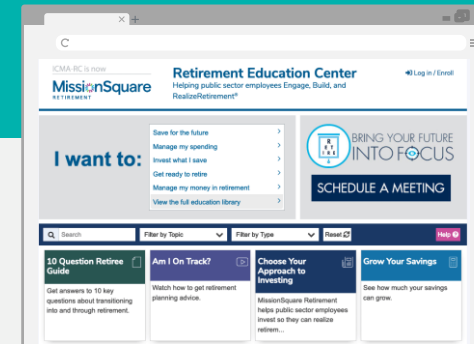 ICMA-RC is now
MissionSquare
RETIREMENT
Retirement Education Center
Helping public sector employees Engage, Build, and
RealizeRetirement®
Log in / Enroll
I want to:
Save for the future
Manage my spending
Invest what I save
Get ready to retire
Manage my money in retirement
View the full education library
RETIRE
BRING YOUR FUTURE
INTO FOCUS
SCHEDULE A MEETING
Search
Filter by Topic
Filter by Type
Reset
Help
10 Question Retiree
Guide
Get answers to 10 key
questions about transitioning
into and through retirement.
Am I On Track?
Watch how to get retirement
planning advice.
Choose Your
Approach to
Investing
MissionSquare Retirement
helps public sector employees
invest so they can realize
retirem...
Grow Your Savings
See how much your savings
can grow.